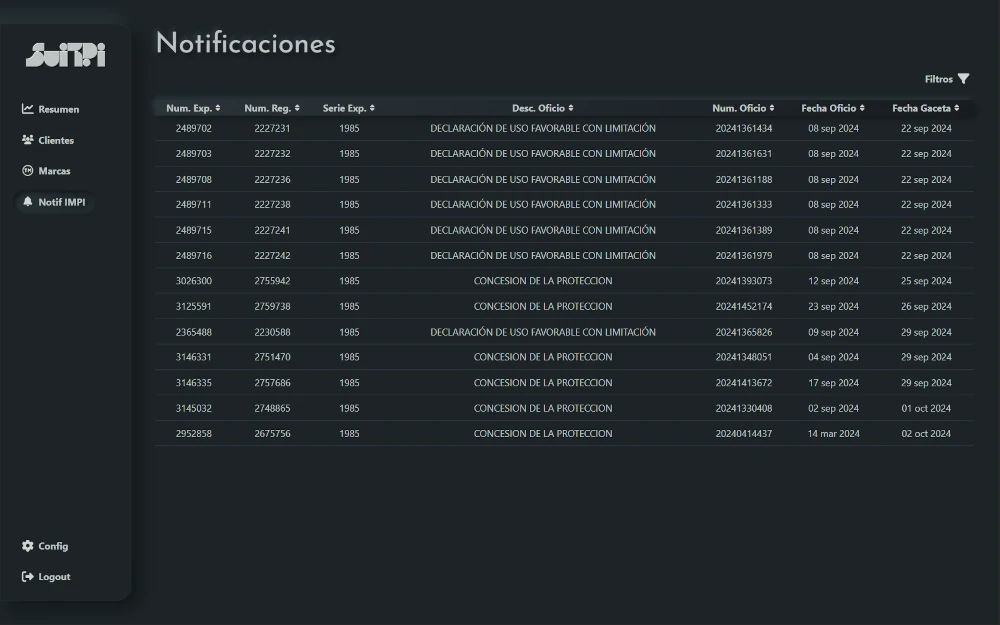 SuiTPi
Notificaciones
Filtros
Resumen
Clientes
Marcas
Notif IMPI
Config
Logout
Num. Exp. Num. Reg. Serie Exp. Desc. Oficio Num. Oficio Fecha Oficio Fecha Gaceta
2489702 2227231 1985 DECLARACIÓN DE USO FAVORABLE CON LIMITACIÓN 20241361434 08 sep 2024 22 sep 2024
2489703 2227232 1985 DECLARACIÓN DE USO FAVORABLE CON LIMITACIÓN 20241361631 08 sep 2024 22 sep 2024
2489708 2227236 1985 DECLARACIÓN DE USO FAVORABLE CON LIMITACIÓN 20241361188 08 sep 2024 22 sep 2024
2489711 2227238 1985 DECLARACIÓN DE USO FAVORABLE CON LIMITACIÓN 20241361333 08 sep 2024 22 sep 2024
2489715 2227241 1985 DECLARACIÓN DE USO FAVORABLE CON LIMITACIÓN 20241361389 08 sep 2024 22 sep 2024
2489716 2227242 1985 DECLARACIÓN DE USO FAVORABLE CON LIMITACIÓN 20241361979 08 sep 2024 22 sep 2024
3026300 2755942 1985 CONCESION DE LA PROTECCION 20241393073 12 sep 2024 25 sep 2024
3125591 2759738 1985 CONCESION DE LA PROTECCION 20241452174 23 sep 2024 26 sep 2024
2365488 2230588 1985 DECLARACIÓN DE USO FAVORABLE CON LIMITACIÓN 20241365826 09 sep 2024 29 sep 2024
3146331 2751470 1985 CONCESION DE LA PROTECCION 20241348051 04 sep 2024 29 sep 2024
3146335 2757686 1985 CONCESION DE LA PROTECCION 20241413672 17 sep 2024 29 sep 2024
3145032 2748865 1985 CONCESION DE LA PROTECCION 20241330408 02 sep 2024 01 oct 2024
2952858 2675756 1985 CONCESION DE LA PROTECCION 20240414437 14 mar 2024 02 oct 2024